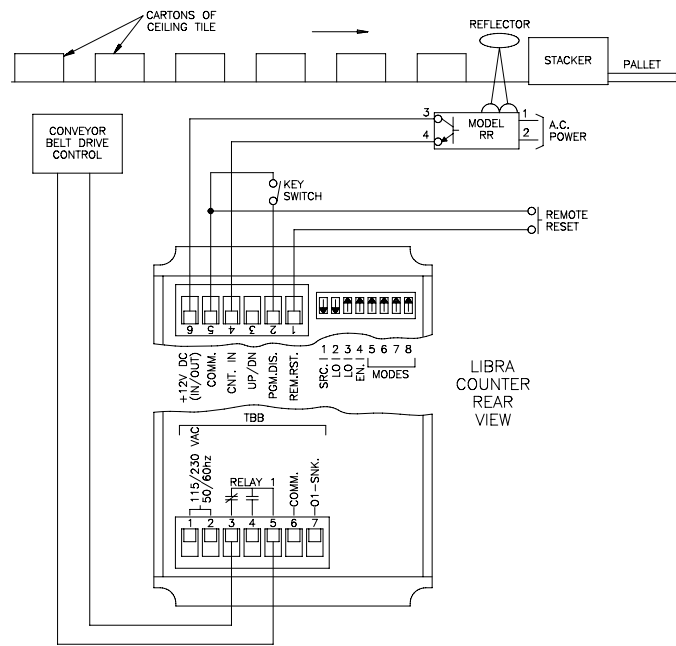 CARTONS OF
CEILING TILE
REFLECTOR
STACKER
PALLET
CONVEYOR
BELT DRIVE
CONTROL
3
4
MODEL
RR
1
2
A.C.
POWER
KEY
SWITCH
REMOTE
RESET
6 5 4 3 2 1
+12V DC
(IN/OUT)
COMM.
CNT. IN
UP/DN
PGM.DIS.
REM.RST.
1 2 3 4 5 6 7 8
SRC.
LO
LO
EN.
MODES
LIBRA
COUNTER
REAR
VIEW
TBB
115/230 VAC
50/60hz
RELAY 1
COMM.
O1-SNK.
1 2 3 4 5 6 7